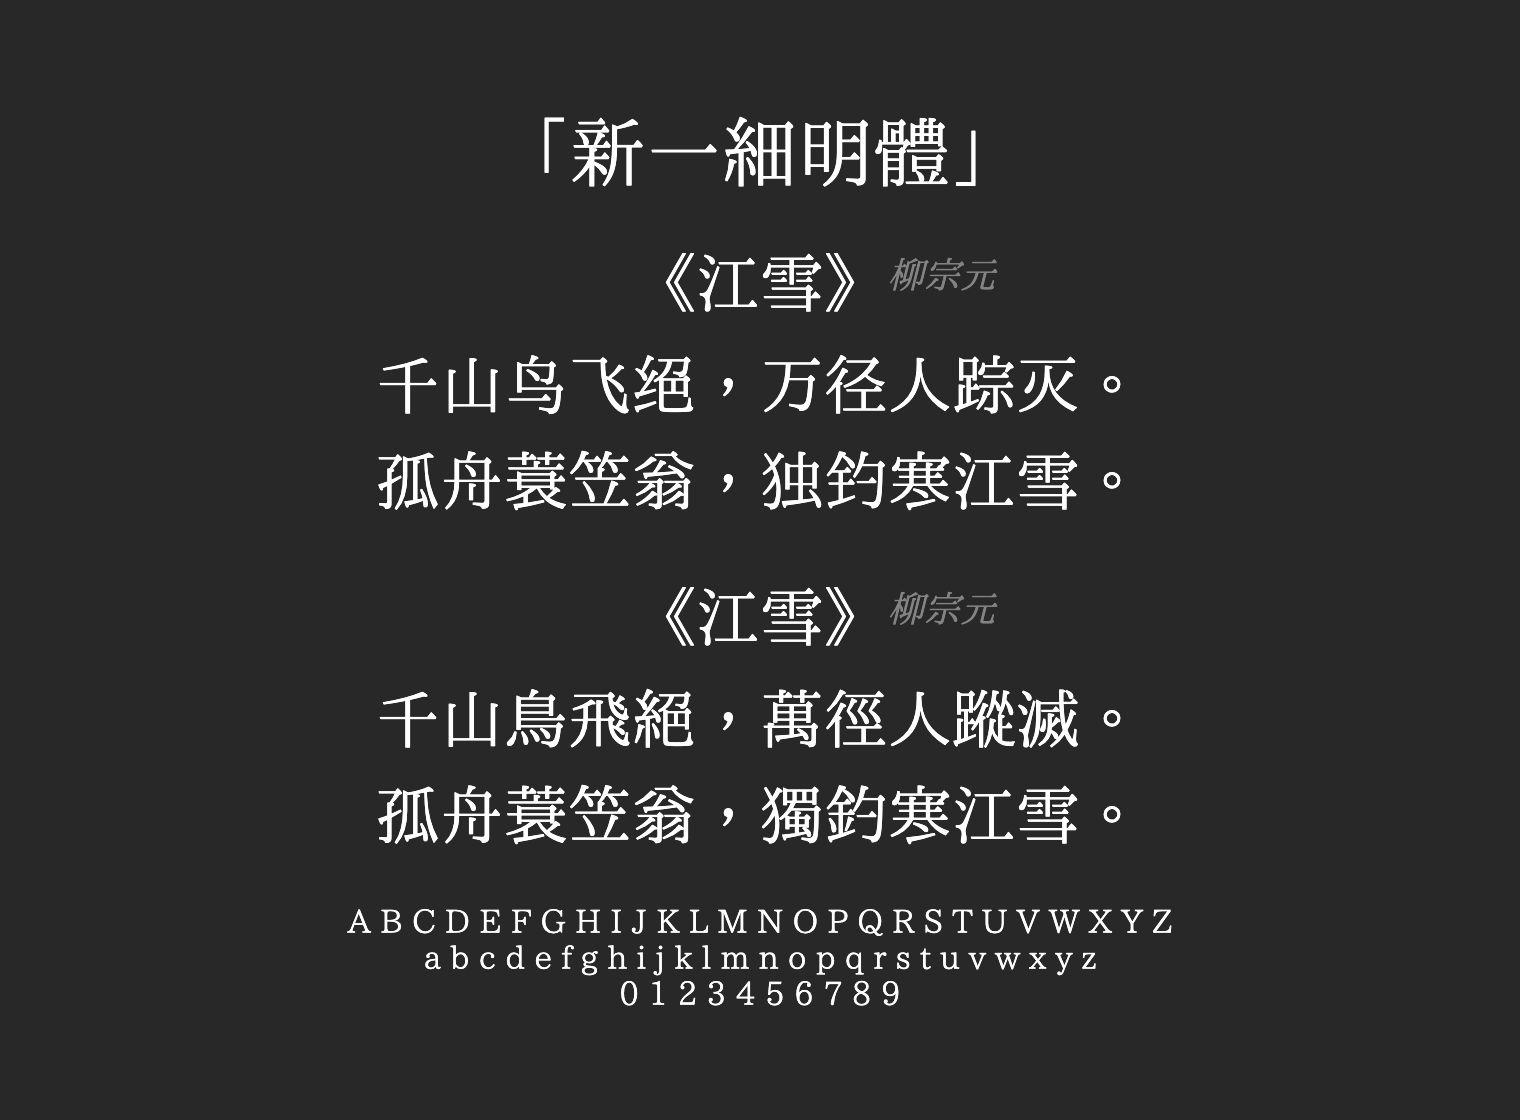 「新一細明體」
《江雪》 柳宗元
千山鸟飞绝，万径人踪灭。
孤舟蓑笠翁，独釣寒江雪。
《江雪》 柳宗元
千山鳥飛絕，萬徑人蹤滅。
孤舟蓑笠翁，獨釣寒江雪。
A B C D E F G H I J K L M N O P Q R S T U V W X Y Z
a b c d e f g h i j k l m n o p q r s t u v w x y z
0 1 2 3 4 5 6 7 8 9